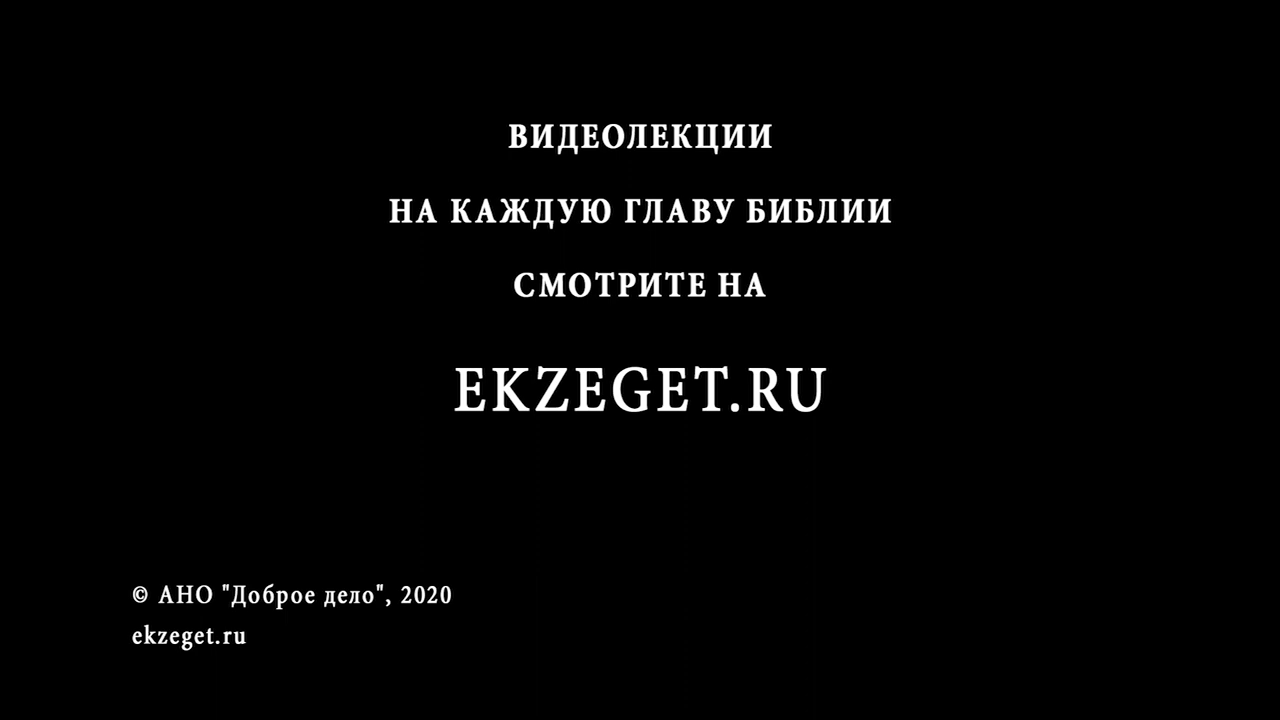 ВИДЕОЛЕКЦИИ
НА КАЖДУЮ ГЛАВУ БИБЛИИ
СМОТРИТЕ НА
EKZEGET.RU
© АНО "Доброе дело", 2020
ekzeget.ru